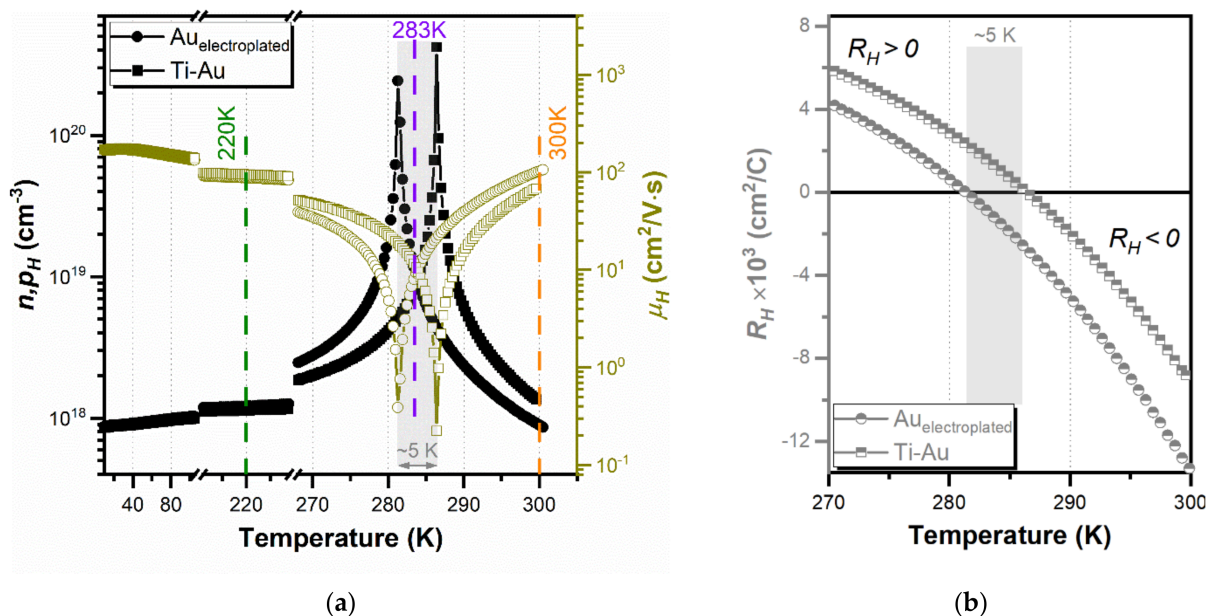 283K
Au_electroplated
Ti-Au
220K
300K
10^20
10^19
10^18
n,p_H (cm^-3)
10^3
10^2
10^1
10^0
10^-1
μ_H (cm^2/V·s)
~5 K
40 80 220 270 280 290 300
Temperature (K)
(a)
8
4
0
-4
-8
-12
R_H ×10^3 (cm^2/C)
~5 K
R_H > 0
R_H < 0
Au_electroplated
Ti-Au
270 280 290 300
Temperature (K)
(b)